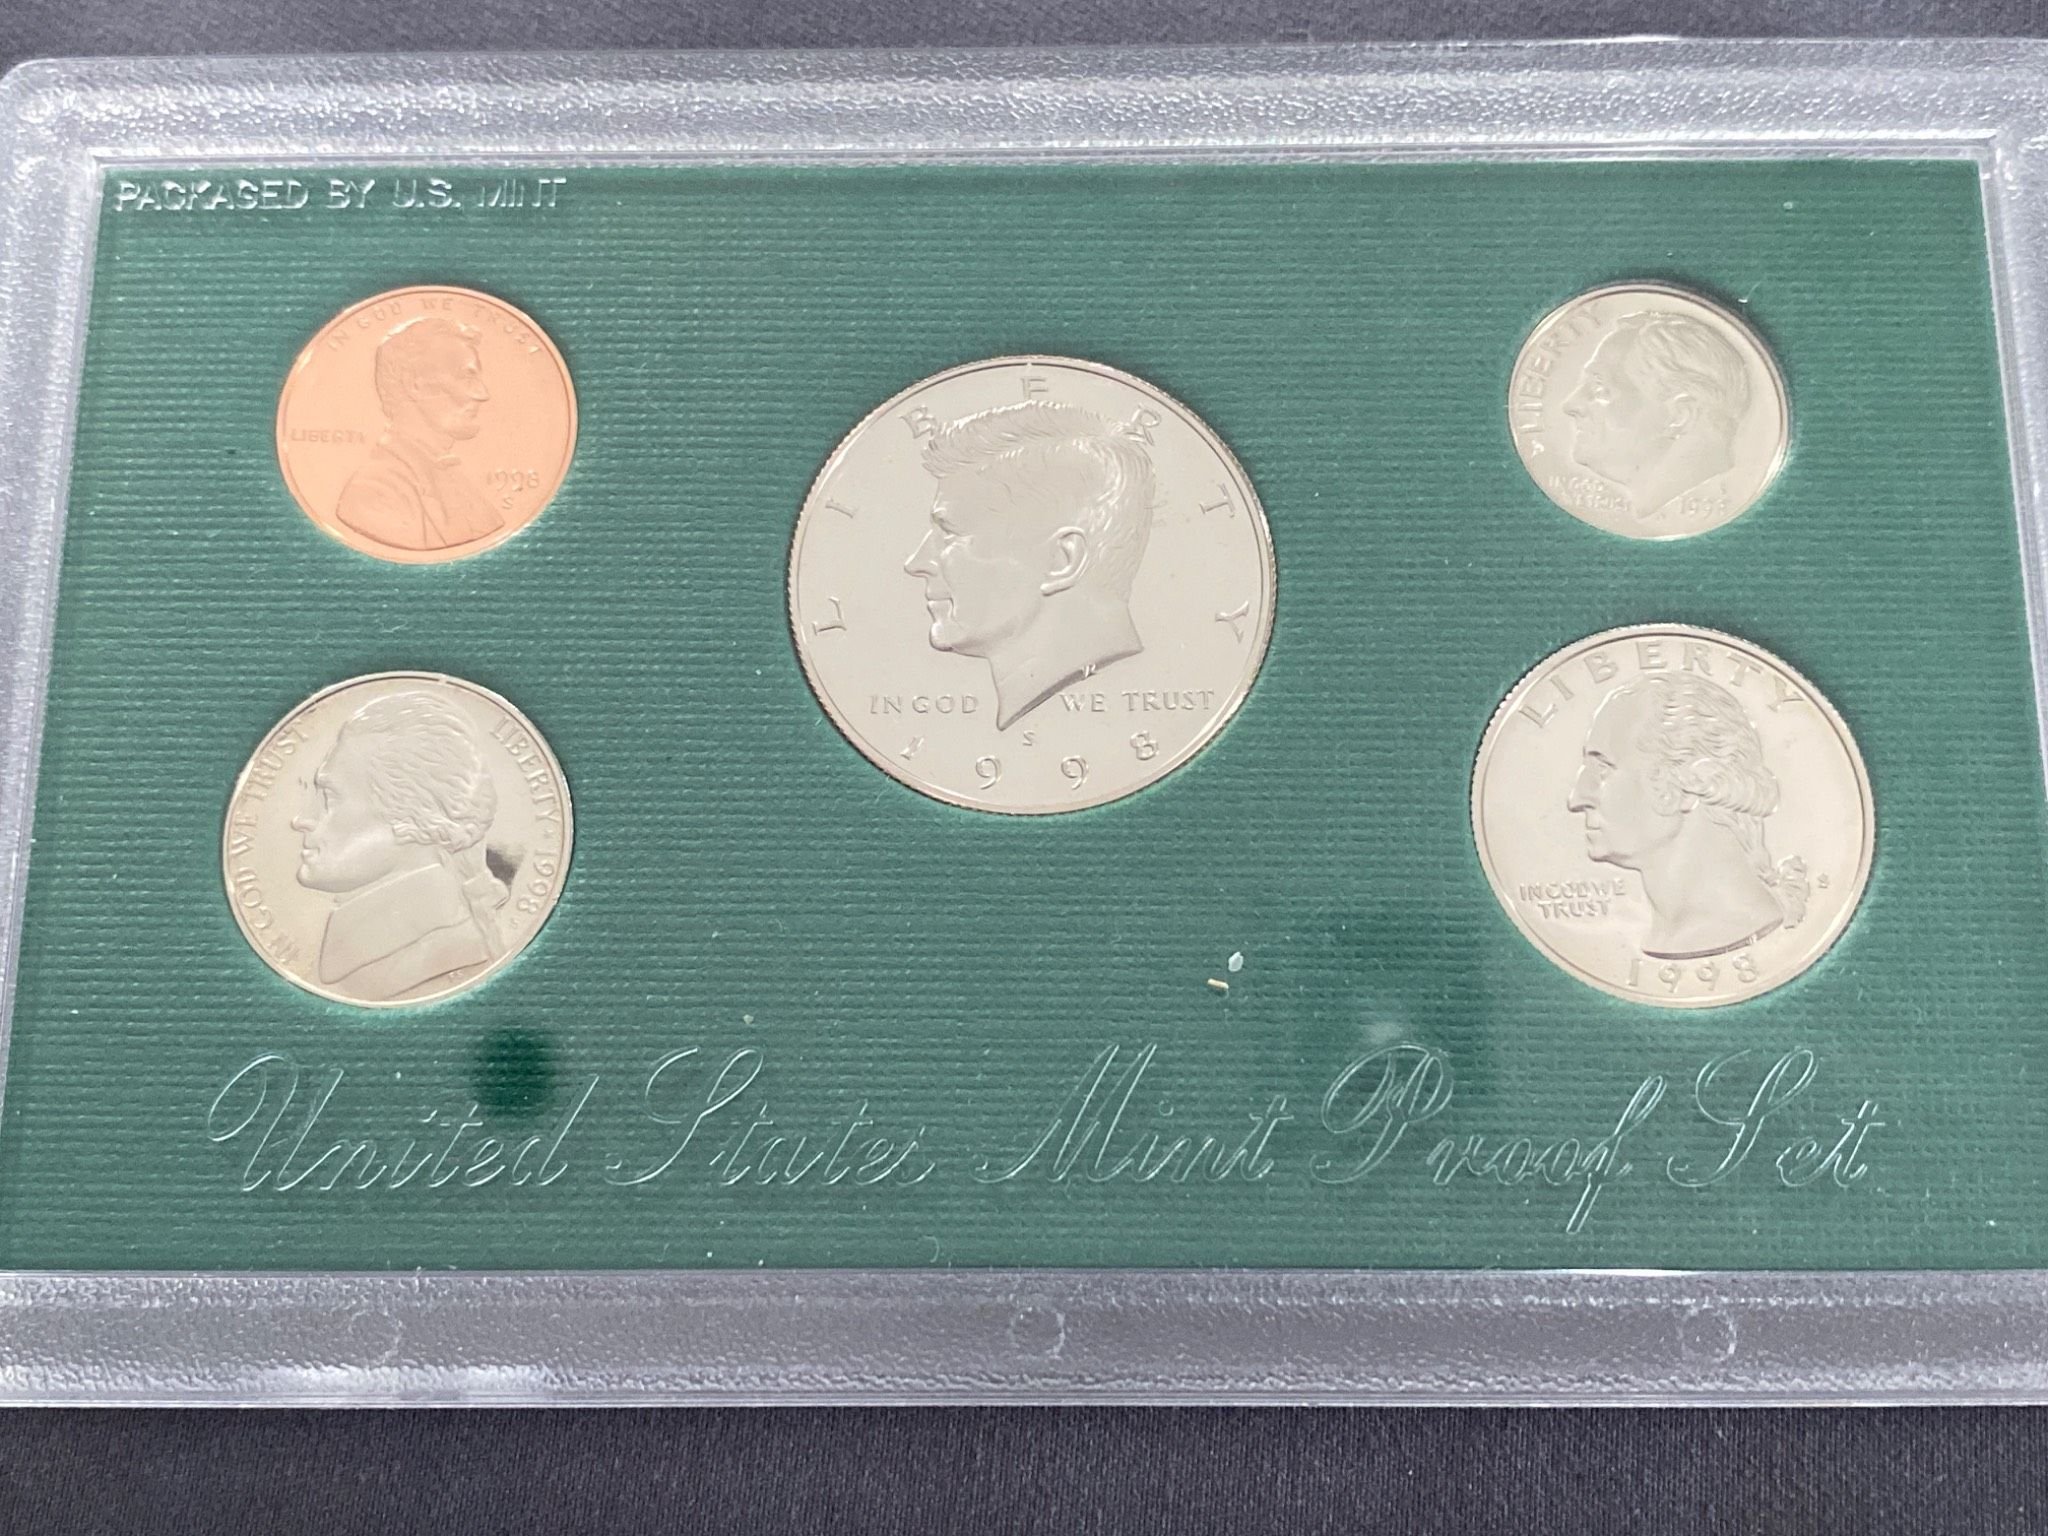 PACKAGED BY U.S. MINT
IN GOD WE TRUST
LIBERTY
1998
S
LIBERTY
IN GOD WE TRUST
S
1998
LIBERTY
IN GOD
WE TRUST
S
1998
IN GOD WE TRUST
LIBERTY ★ 1998
S
LIBERTY
IN GOD WE
TRUST
S
1998
United States Mint Proof Set